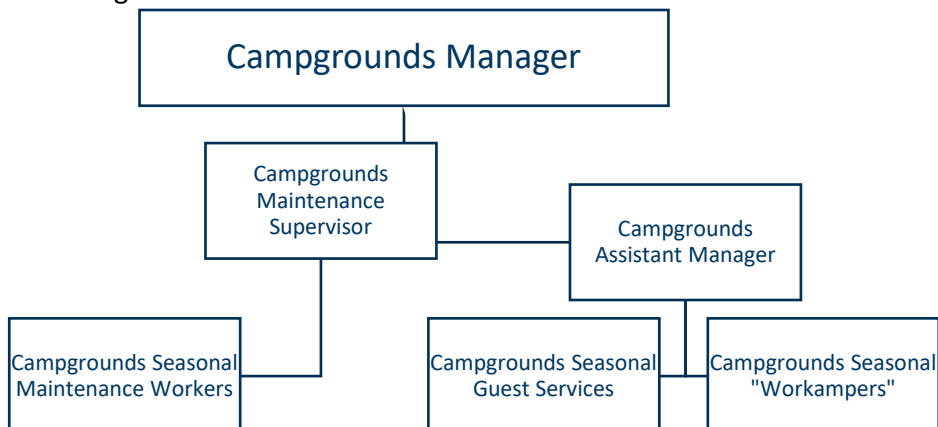 Campgrounds Manager
Campgrounds
Maintenance
Supervisor
Campgrounds
Assistant Manager
Campgrounds Seasonal
Maintenance Workers
Campgrounds Seasonal
Guest Services
Campgrounds Seasonal
"Workampers"